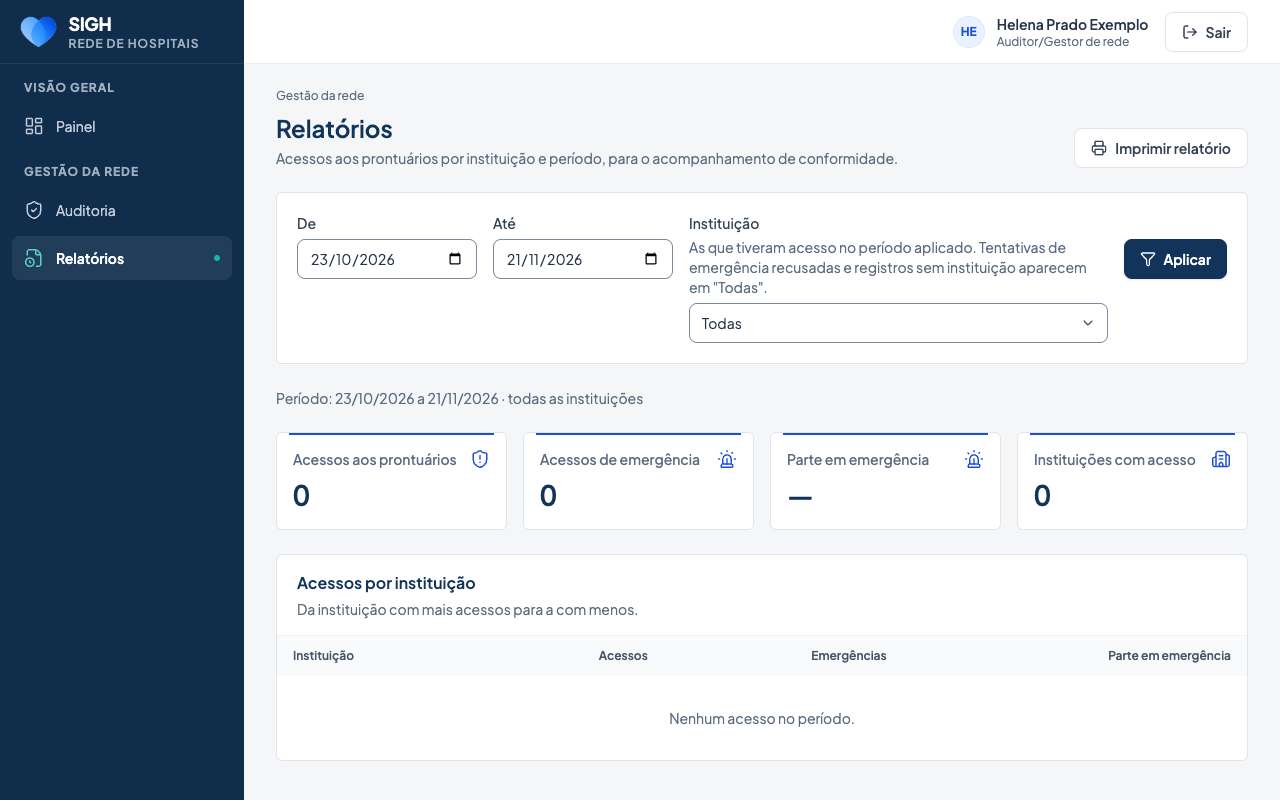 SIGH
REDE DE HOSPITAIS
VISÃO GERAL
Painel
GESTÃO DA REDE
Auditoria
Relatórios
HE
Helena Prado Exemplo
Auditor/Gestor de rede
Sair
Gestão da rede
Relatórios
Acessos aos prontuários por instituição e período, para o acompanhamento de conformidade.
Imprimir relatório
De
23/10/2026
Até
21/11/2026
Instituição
As que tiveram acesso no período aplicado. Tentativas de
emergência recusadas e registros sem instituição aparecem
em "Todas".
Todas
Aplicar
Período: 23/10/2026 a 21/11/2026 · todas as instituições
Acessos aos prontuários
0
Acessos de emergência
0
Parte em emergência
—
Instituições com acesso
0
Acessos por instituição
Da instituição com mais acessos para a com menos.
Instituição Acessos Emergências Parte em emergência
Nenhum acesso no período.